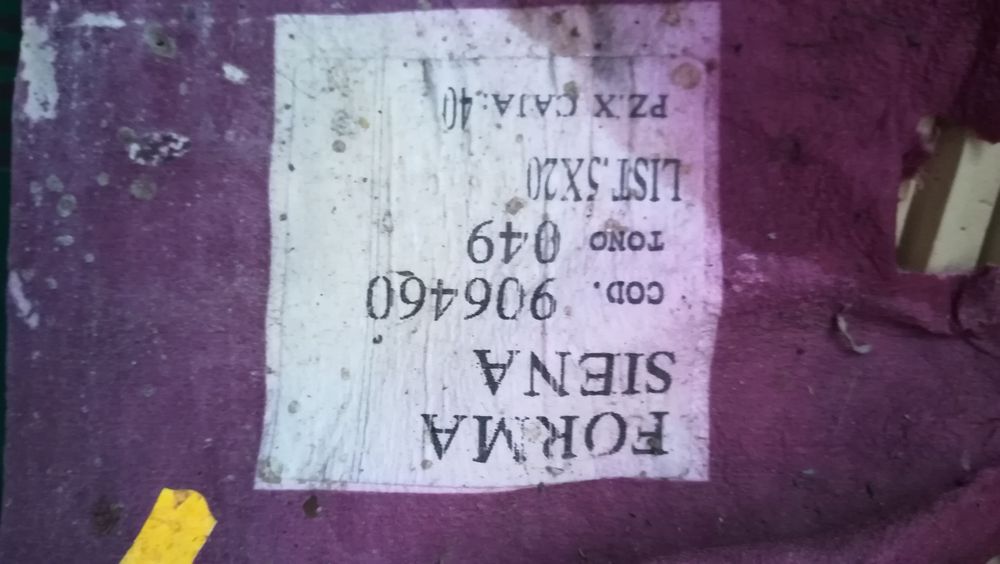 FORMA
SIENA
COD. 906460
TONO 049
LIST.5X20
PZ.X CAJA:40